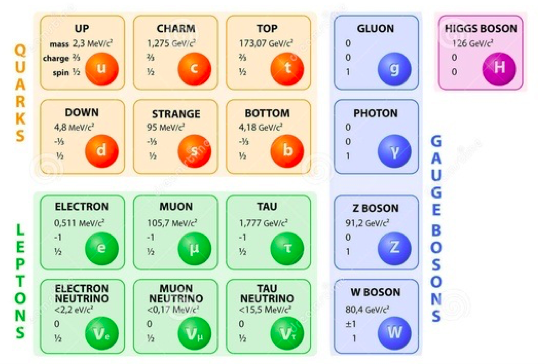 QUARKS
UP
mass 2,3 MeV/c²
charge ⅔
spin ½
u
CHARM
1,275 GeV/c²
⅔
½
c
TOP
173,07 GeV/c²
⅔
½
t
GLUON
0
0
1
g
HIGGS BOSON
126 GeV/c²
0
0
H
DOWN
4,8 MeV/c²
-⅓
½
d
STRANGE
95 MeV/c²
-⅓
½
s
BOTTOM
4,18 GeV/c²
-⅓
½
b
PHOTON
0
0
1
γ
GAUGE BOSONS
LEPTONS
ELECTRON
0,511 MeV/c²
-1
½
e
MUON
105,7 MeV/c²
-1
½
μ
TAU
1,777 GeV/c²
-1
½
τ
Z BOSON
91,2 GeV/c²
0
1
Z
ELECTRON
NEUTRINO
<2,2 eV/c²
0
½
νe
MUON
NEUTRINO
<0,17 MeV/c²
0
½
νμ
TAU
NEUTRINO
<15,5 MeV/c²
0
½
ντ
W BOSON
80,4 GeV/c²
±1
1
W